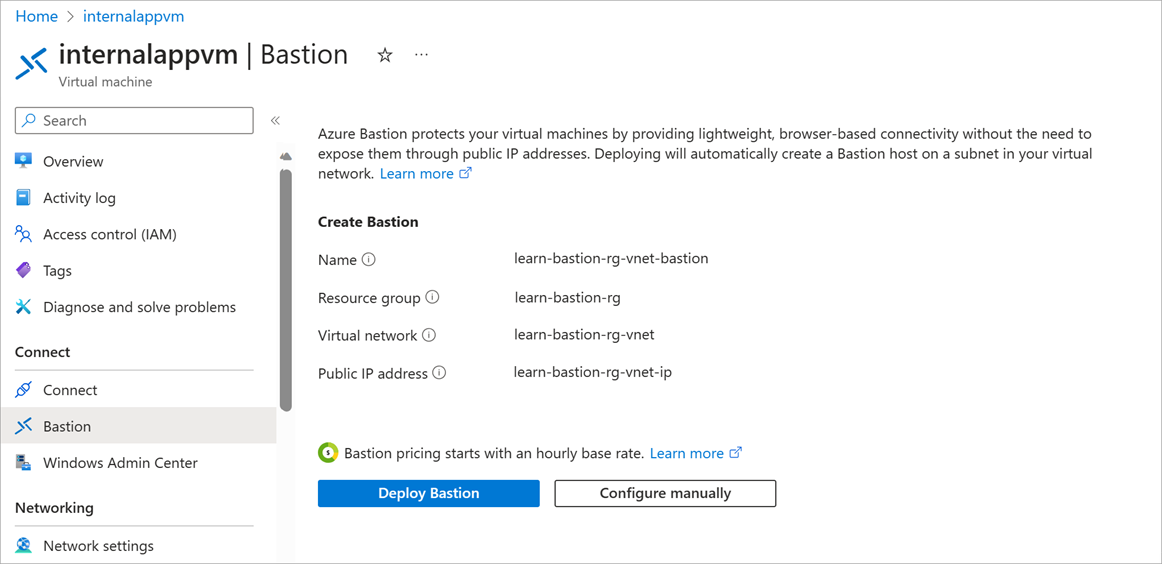 Home > internalappvm
internalappvm | Bastion
Virtual machine
Search
Overview
Activity log
Access control (IAM)
Tags
Diagnose and solve problems
Connect
Connect
Bastion
Windows Admin Center
Networking
Network settings
Azure Bastion protects your virtual machines by providing lightweight, browser-based connectivity without the need to
expose them through public IP addresses. Deploying will automatically create a Bastion host on a subnet in your virtual
network. Learn more
Create Bastion
Name learn-bastion-rg-vnet-bastion
Resource group learn-bastion-rg
Virtual network learn-bastion-rg-vnet
Public IP address learn-bastion-rg-vnet-ip
Bastion pricing starts with an hourly base rate. Learn more
Deploy Bastion Configure manually